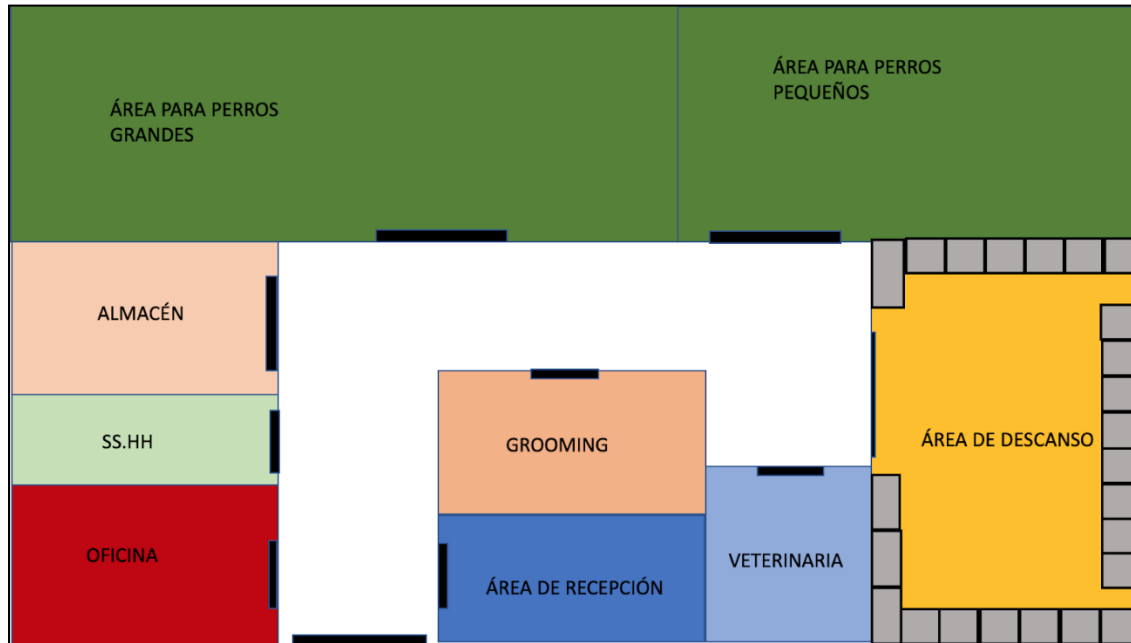 ÁREA PARA PERROS
GRANDES
ÁREA PARA PERROS
PEQUEÑOS
ALMACÉN
SS.HH
GROOMING
ÁREA DE DESCANSO
OFICINA
ÁREA DE RECEPCIÓN
VETERINARIA